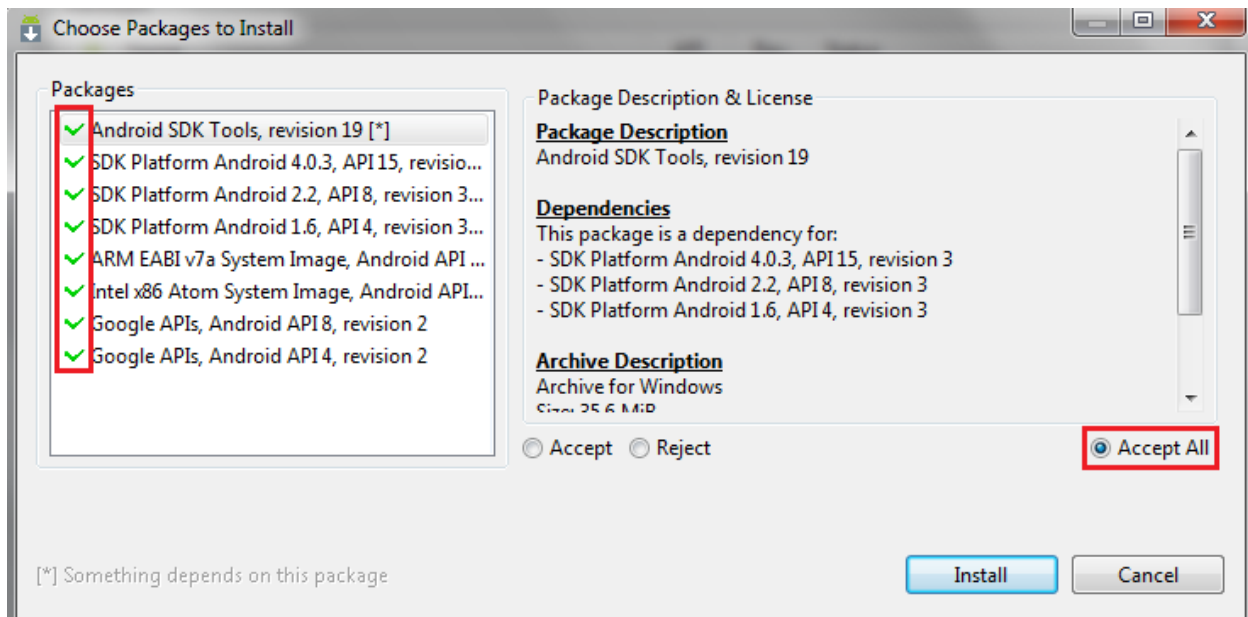 Choose Packages to Install
Packages
Android SDK Tools, revision 19 [*]
SDK Platform Android 4.0.3, API 15, revisio...
SDK Platform Android 2.2, API 8, revision 3...
SDK Platform Android 1.6, API 4, revision 3...
ARM EABI v7a System Image, Android API ...
Intel x86 Atom System Image, Android API...
Google APIs, Android API 8, revision 2
Google APIs, Android API 4, revision 2
Package Description & License
Package Description
Android SDK Tools, revision 19
Dependencies
This package is a dependency for:
- SDK Platform Android 4.0.3, API 15, revision 3
- SDK Platform Android 2.2, API 8, revision 3
- SDK Platform Android 1.6, API 4, revision 3
Archive Description
Archive for Windows
Size: 35.6 MiB
Accept Reject Accept All
[*] Something depends on this package
Install Cancel